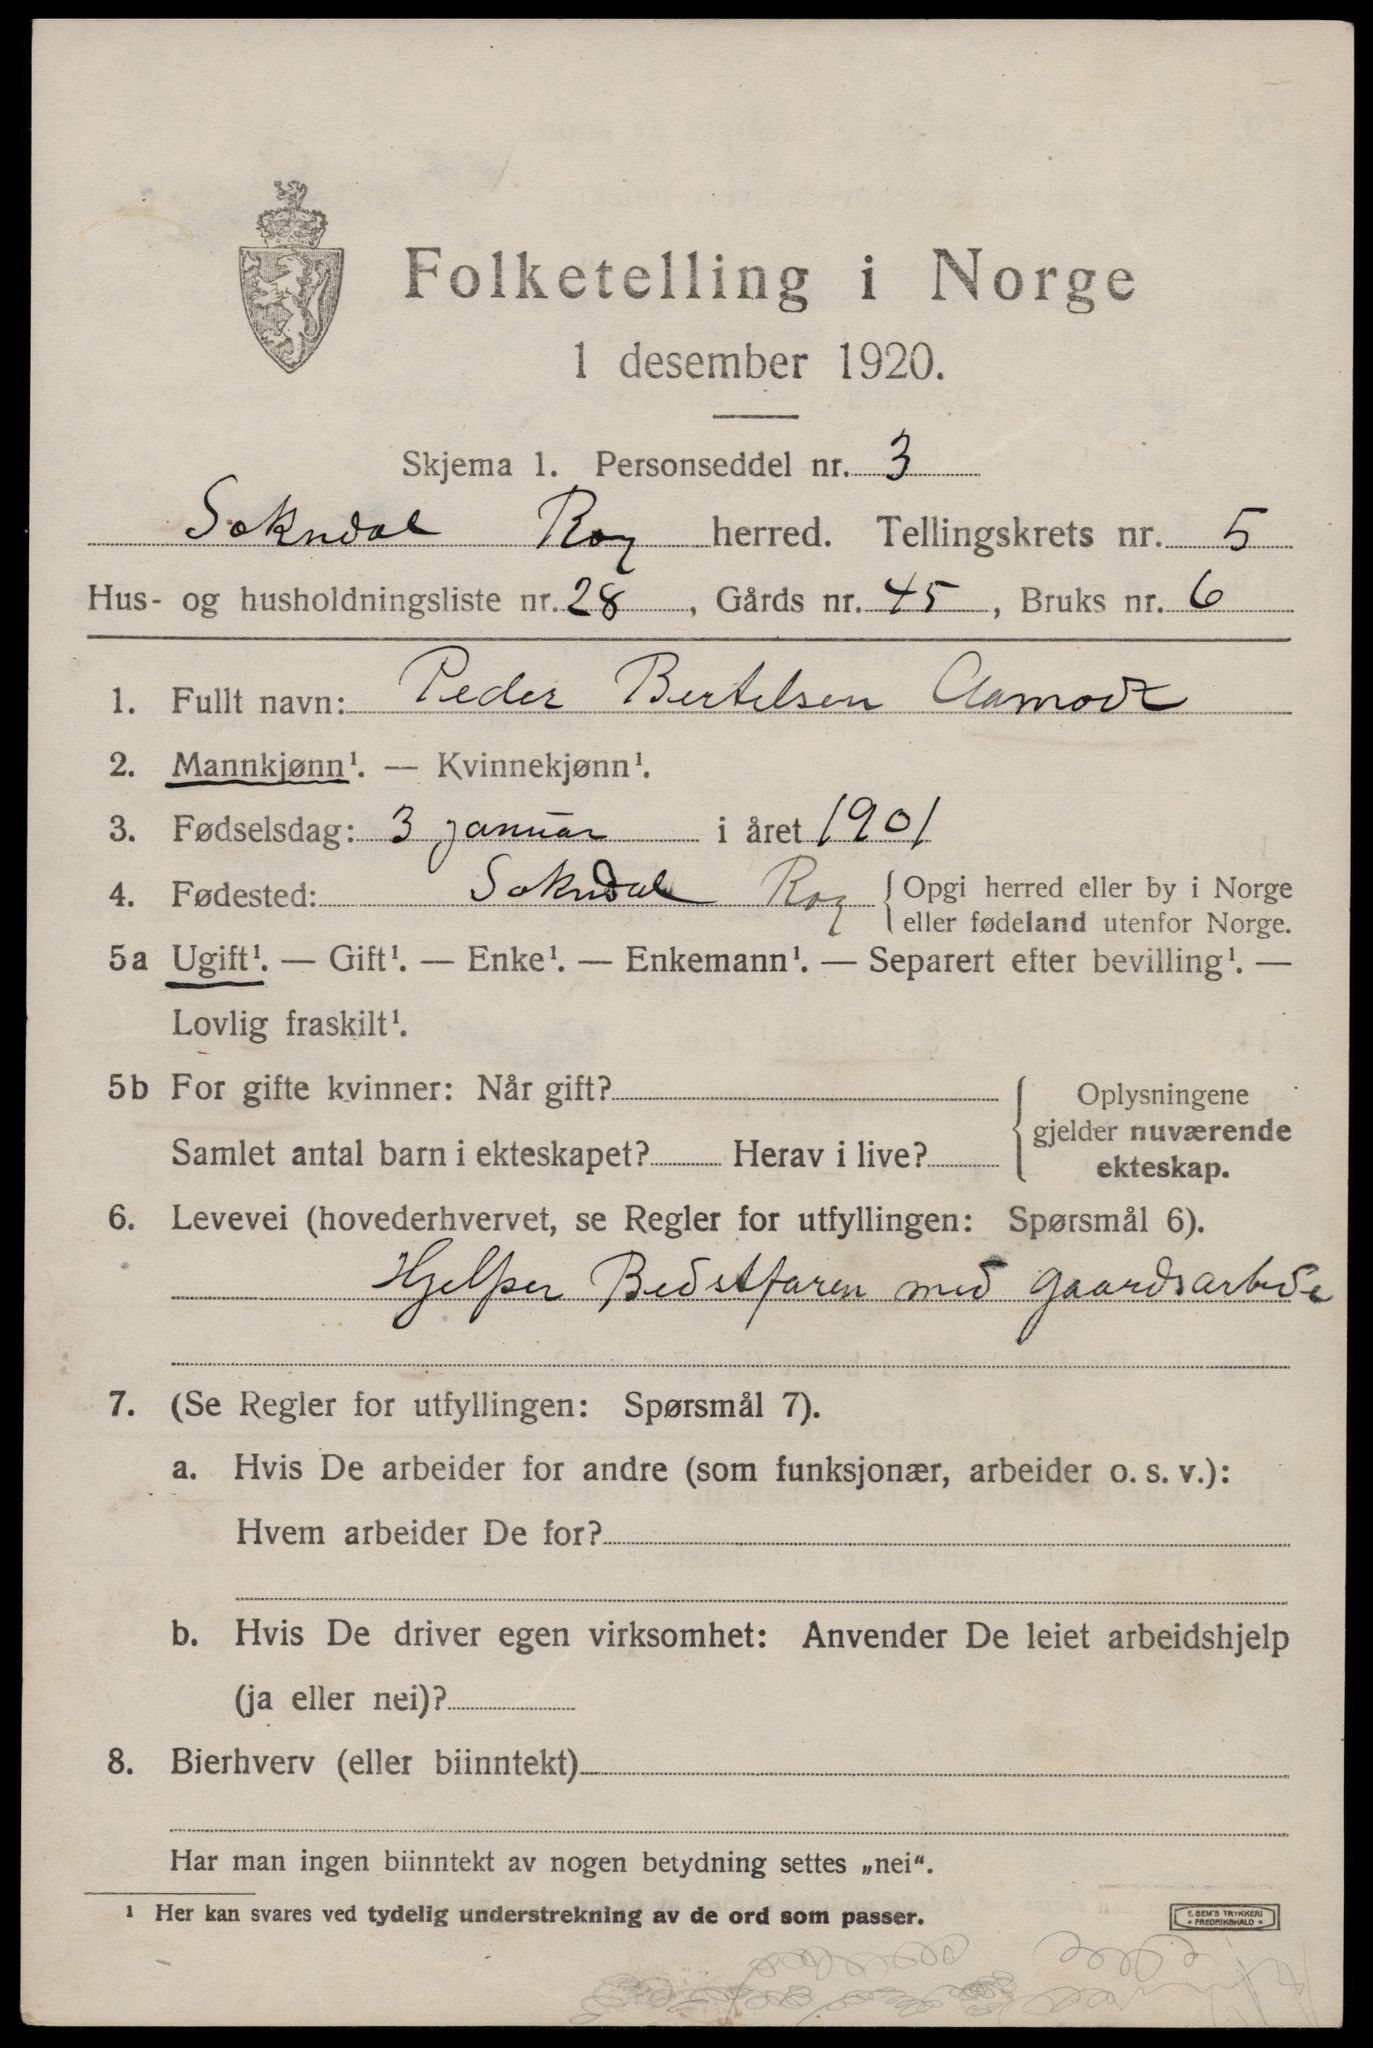 Folketelling i Norge
1 desember 1920.
Skjema 1. Personseddel nr. 3
Sokndal Rog herred. Tellingskrets nr. 5
Hus- og husholdningsliste nr. 28, Gårds nr. 45, Bruks nr. 6
1. Fullt navn: Peder Bertelsen Aamodt
2. Mannkjønn¹. — Kvinnekjønn¹.
3. Fødselsdag: 3 januar i året 1901
4. Fødested: Sokndal Rog { Opgi herred eller by i Norge
eller fødeland utenfor Norge.
5a Ugift¹. — Gift¹. — Enke¹. — Enkemann¹. — Separert efter bevilling¹. —
Lovlig fraskilt¹.
5b For gifte kvinner: Når gift?
Samlet antal barn i ekteskapet? Herav i live?
{ Oplysningene
gjelder nuværende
ekteskap.
6. Levevei (hovederhvervet, se Regler for utfyllingen: Spørsmål 6).
Hjelper Bedstfaren med gaardsarbede
7. (Se Regler for utfyllingen: Spørsmål 7).
a. Hvis De arbeider for andre (som funksjonær, arbeider o. s. v.):
Hvem arbeider De for?
b. Hvis De driver egen virksomhet: Anvender De leiet arbeidshjelp
(ja eller nei)?
8. Bierhverv (eller biinntekt)
Har man ingen biinntekt av nogen betydning settes „nei".
¹ Her kan svares ved tydelig understrekning av de ord som passer.
E. SEM'S TRYKKERI
FREDRIKSHALD